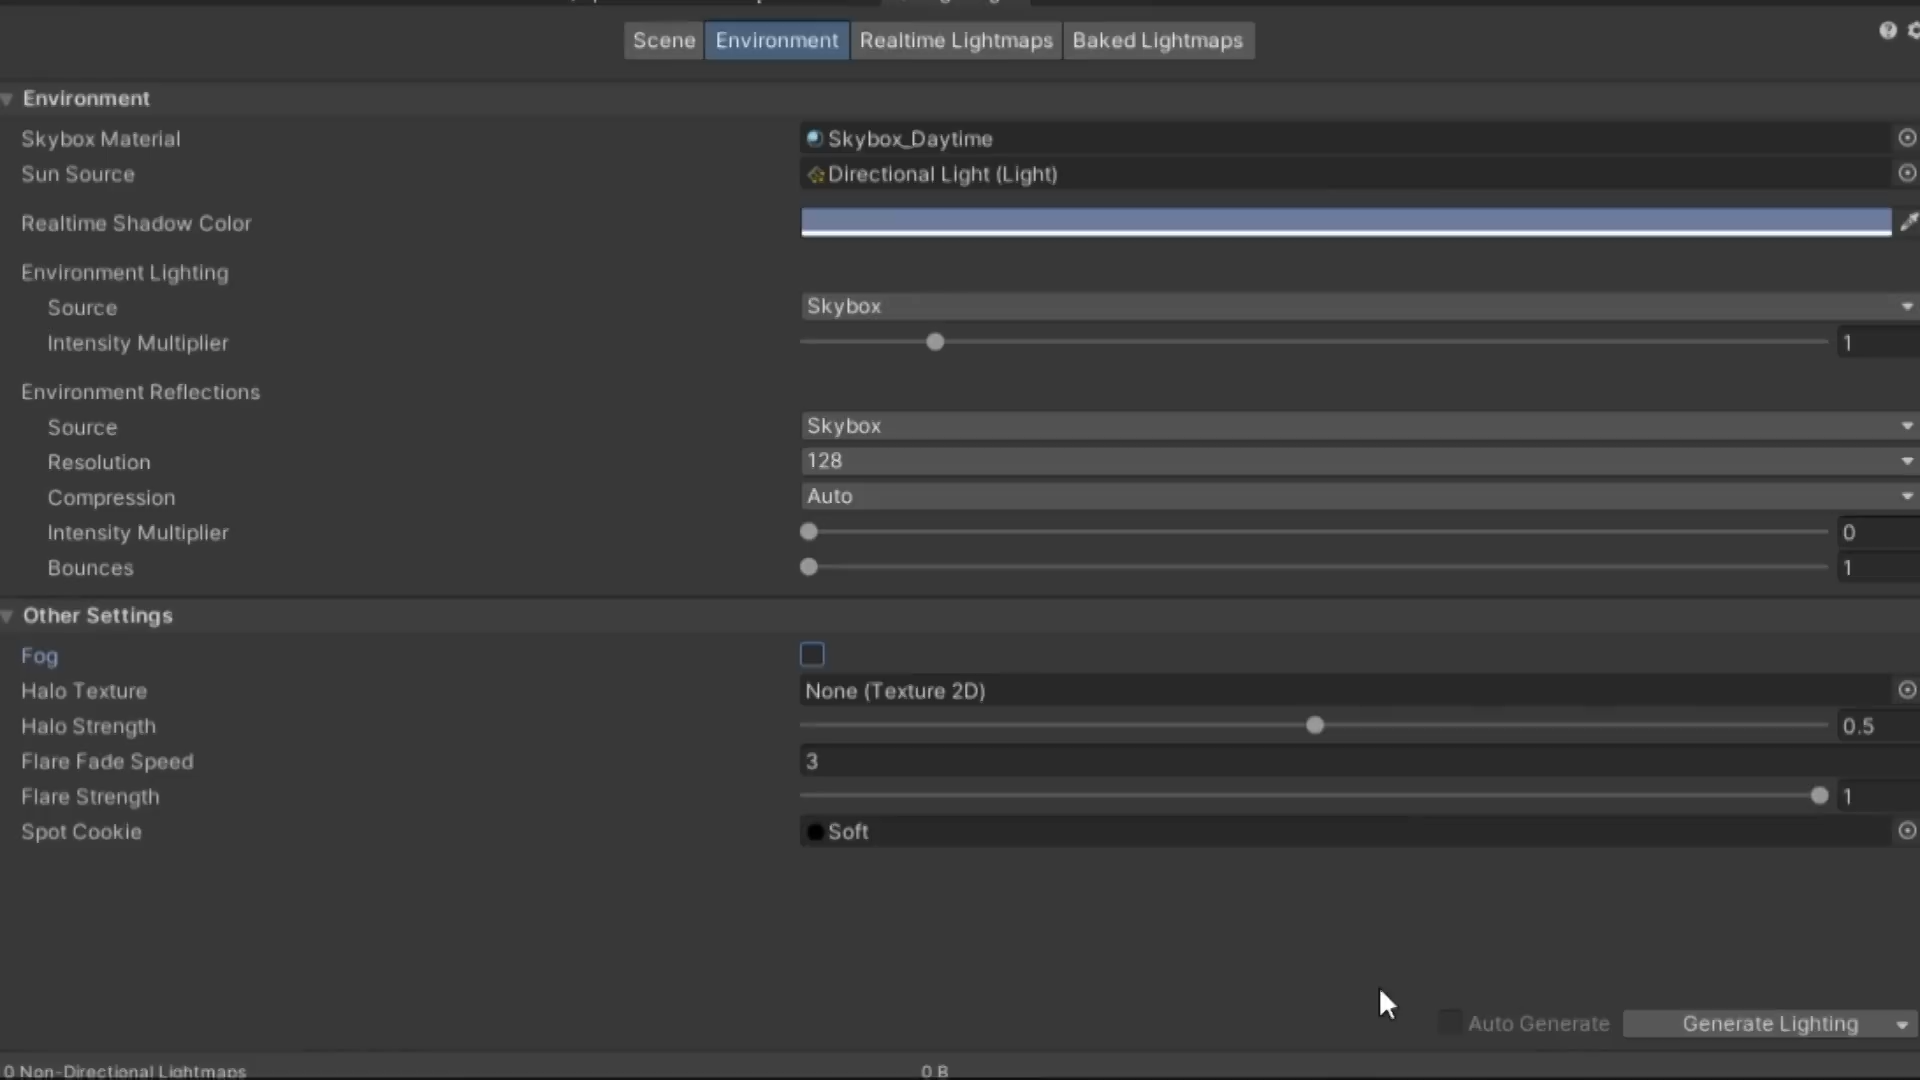 Scene Environment Realtime Lightmaps Baked Lightmaps
Environment
Skybox Material Skybox_Daytime
Sun Source Directional Light (Light)
Realtime Shadow Color
Environment Lighting
Source Skybox
Intensity Multiplier 1
Environment Reflections
Source Skybox
Resolution 128
Compression Auto
Intensity Multiplier 0
Bounces 1
Other Settings
Fog
Halo Texture None (Texture 2D)
Halo Strength 0.5
Flare Fade Speed 3
Flare Strength 1
Spot Cookie Soft
Auto Generate Generate Lighting
0 Non-Directional Lightmaps 0 B